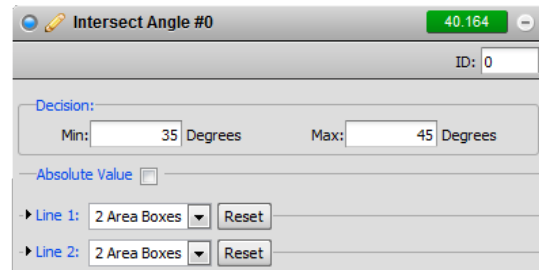 Intersect Angle #0 40.164
ID: 0
Decision:
Min: 35 Degrees Max: 45 Degrees
Absolute Value
Line 1: 2 Area Boxes Reset
Line 2: 2 Area Boxes Reset